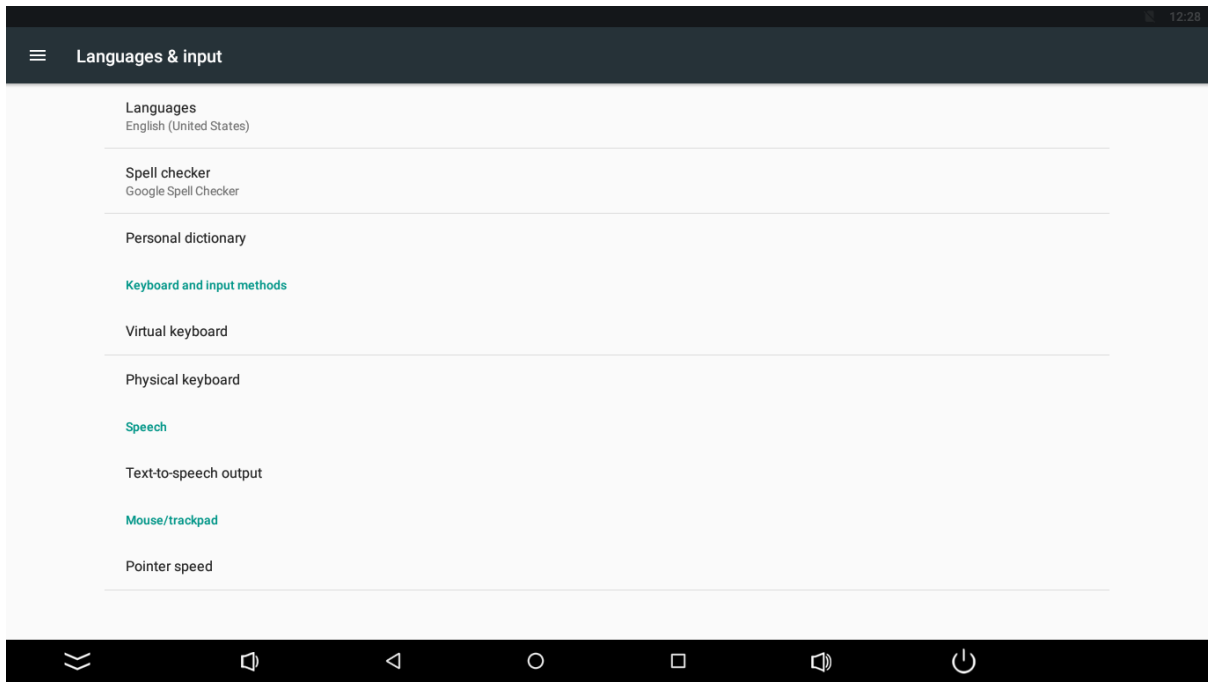 12:28
Languages & input
Languages
English (United States)
Spell checker
Google Spell Checker
Personal dictionary
Keyboard and input methods
Virtual keyboard
Physical keyboard
Speech
Text-to-speech output
Mouse/trackpad
Pointer speed